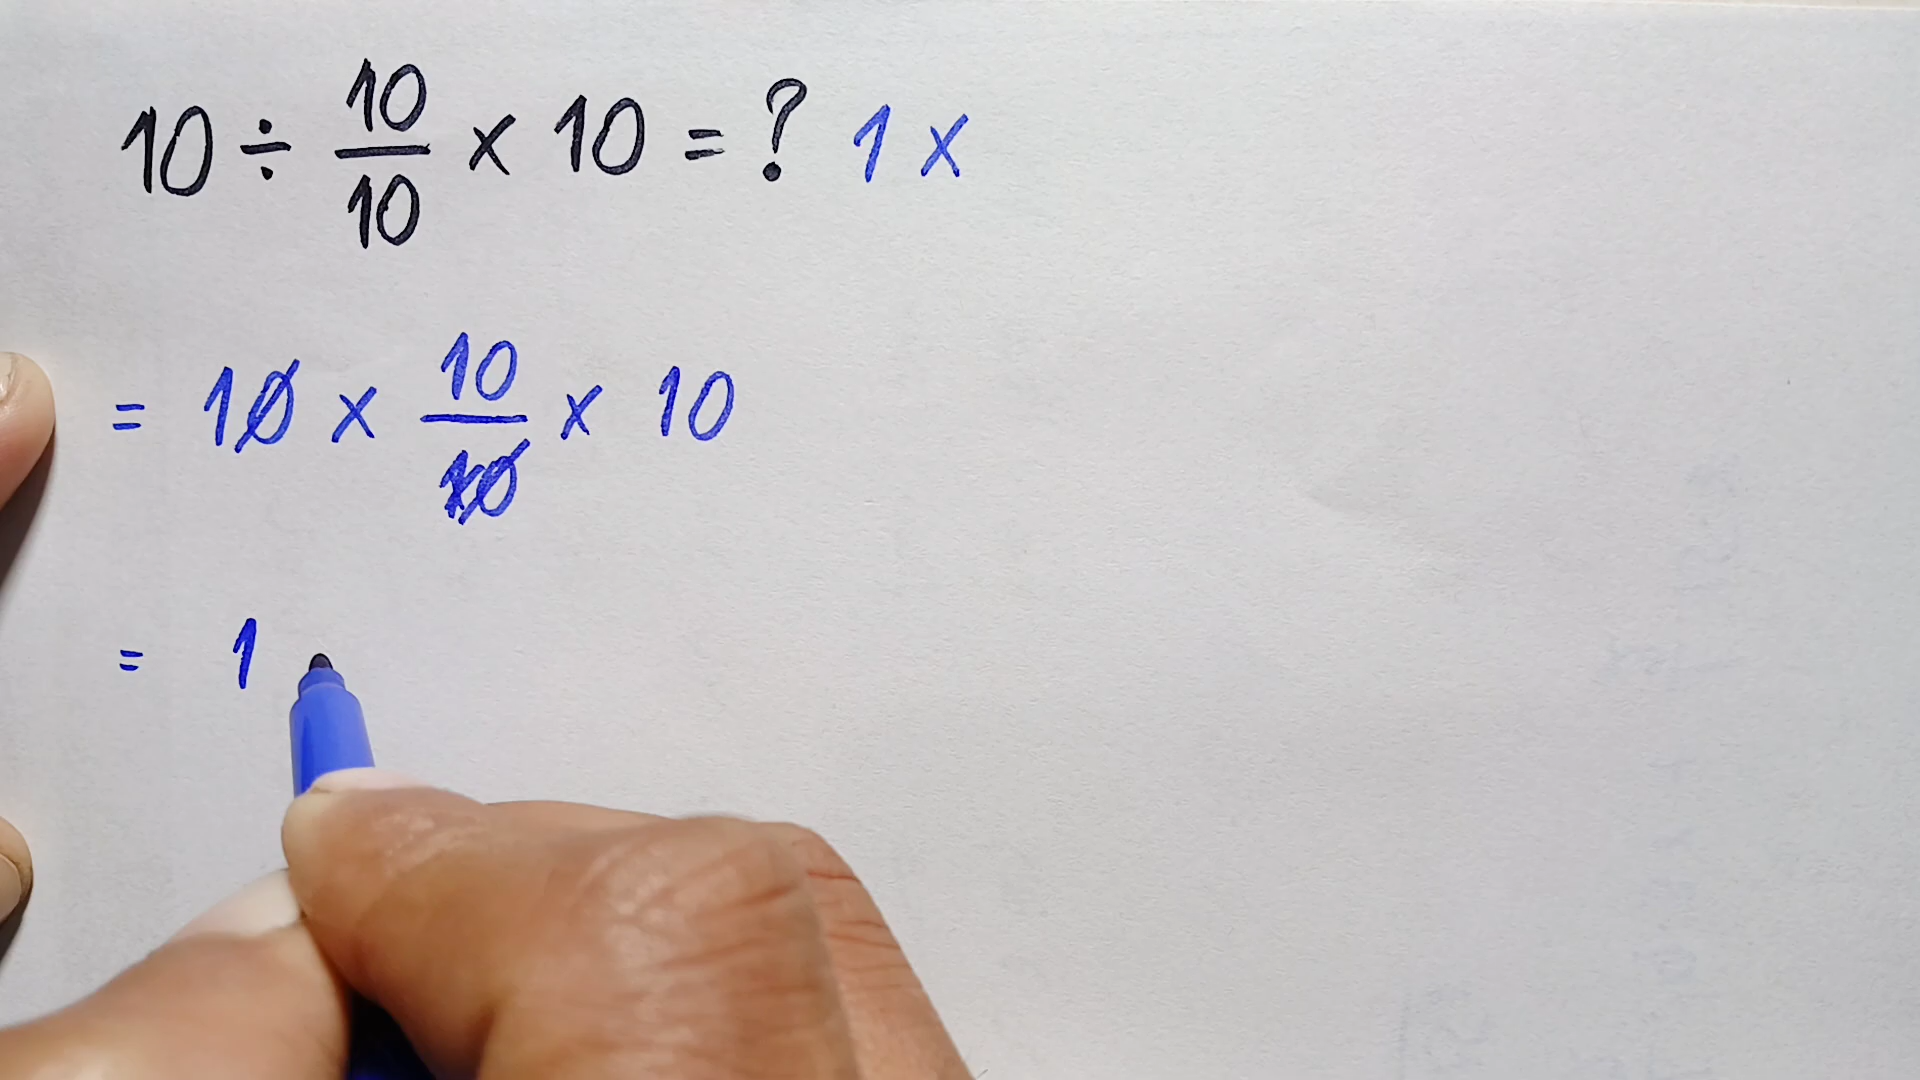 10 ÷ 10/10 × 10 = ? 1 ×
= 10 × 10/10 × 10
= 1